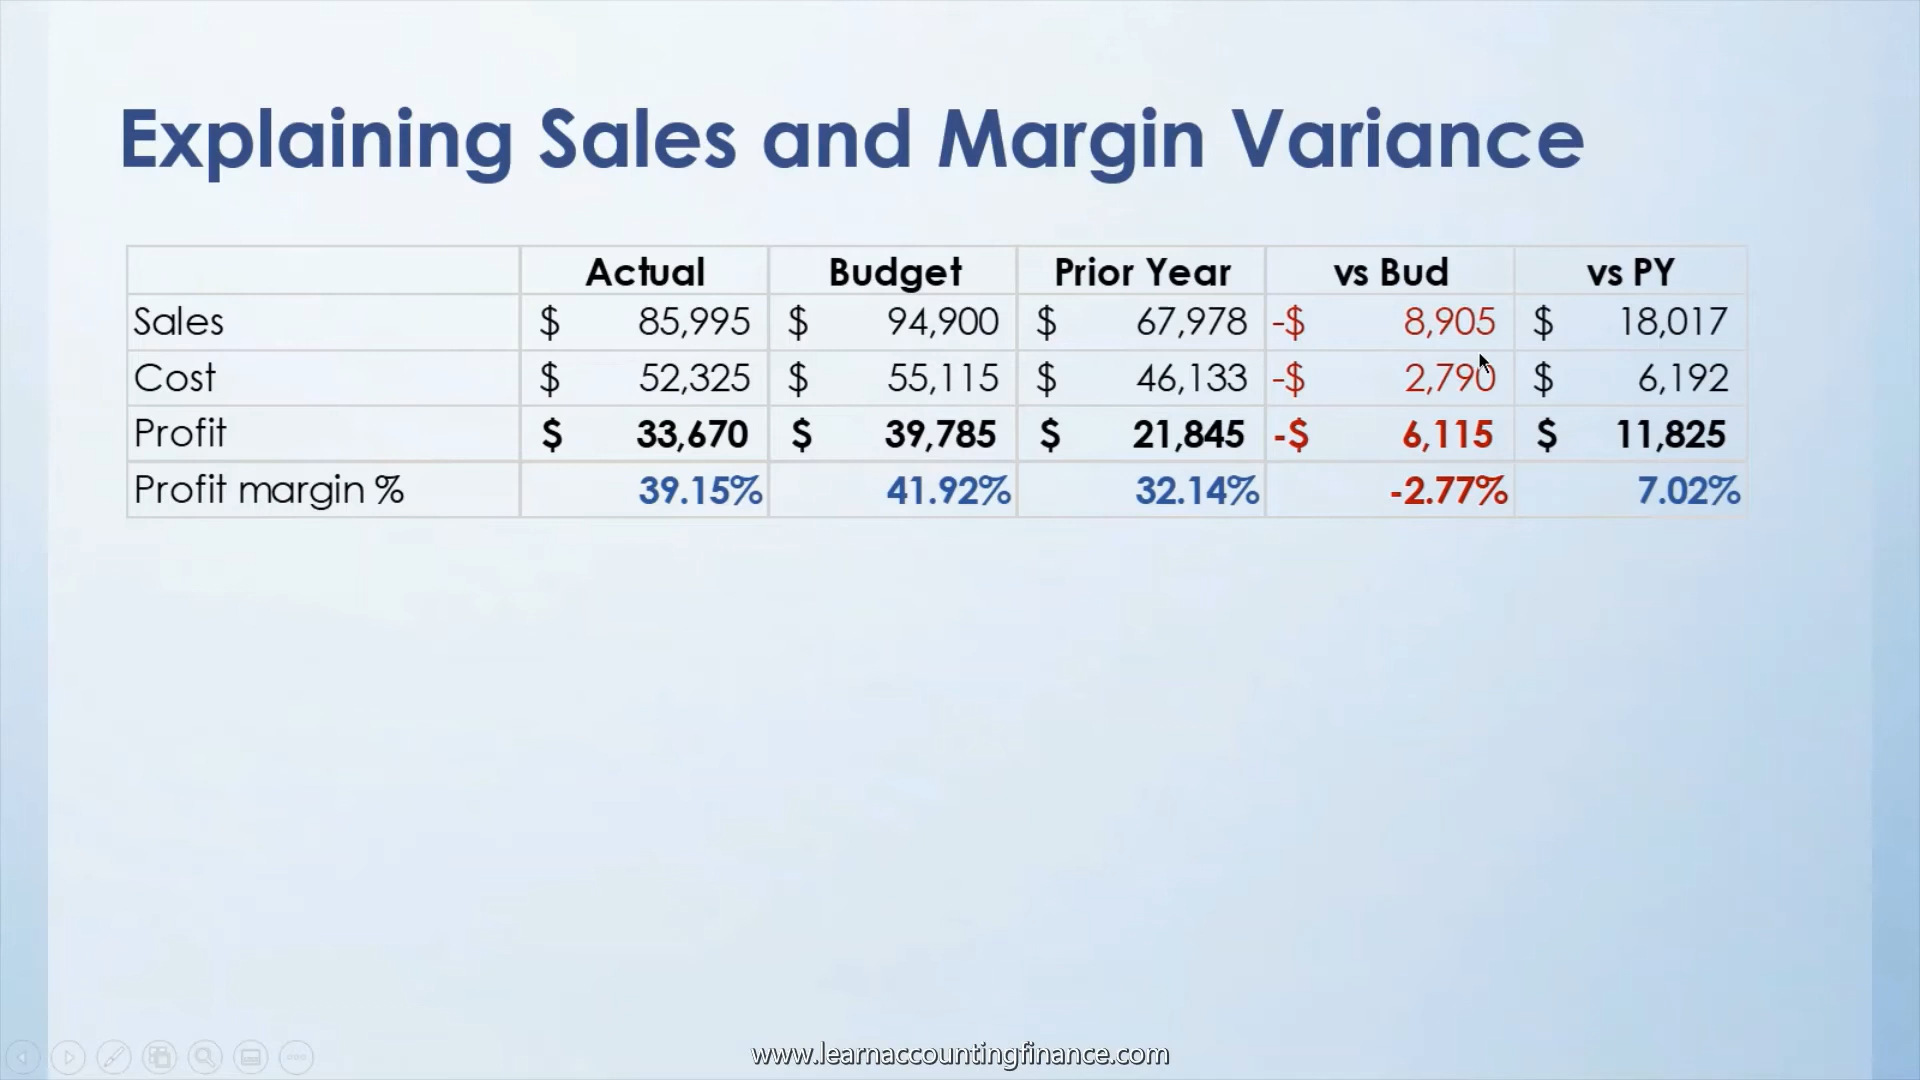 Explaining Sales and Margin Variance
Actual Budget Prior Year vs Bud vs PY
Sales $ 85,995 $ 94,900 $ 67,978 -$ 8,905 $ 18,017
Cost $ 52,325 $ 55,115 $ 46,133 -$ 2,790 $ 6,192
Profit $ 33,670 $ 39,785 $ 21,845 -$ 6,115 $ 11,825
Profit margin % 39.15% 41.92% 32.14% -2.77% 7.02%
www.learnaccountingfinance.com